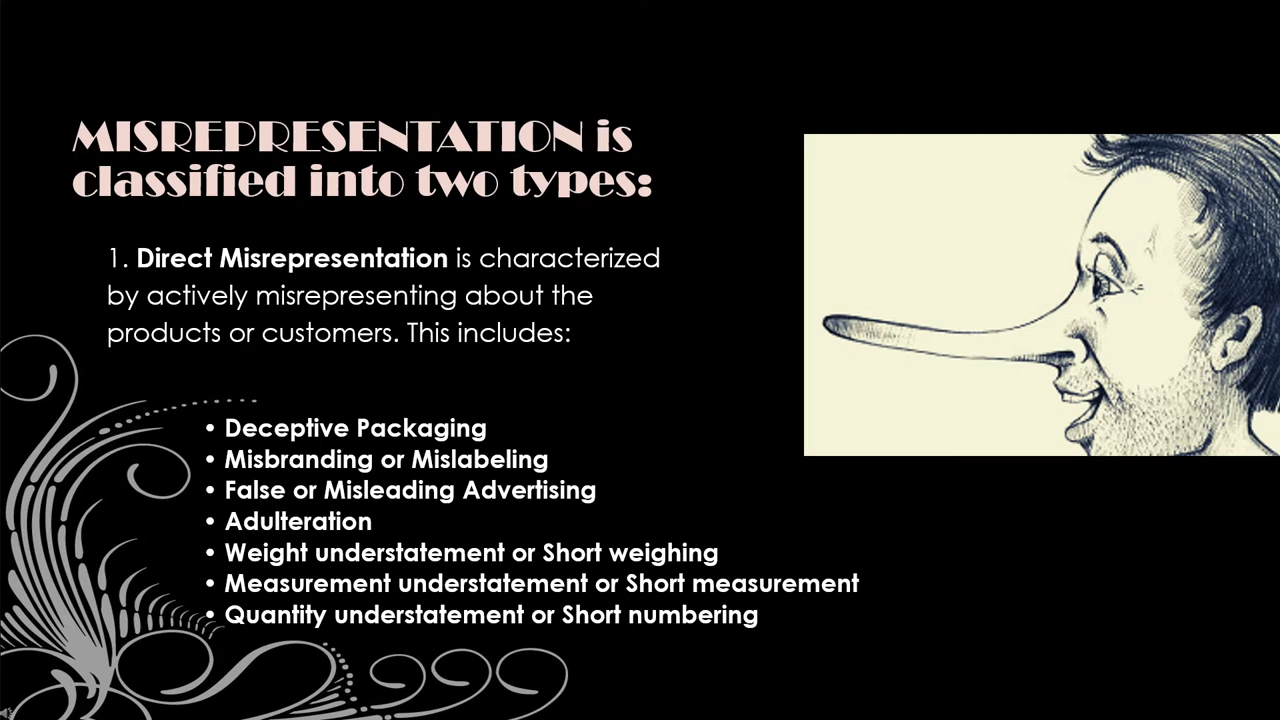 MISREPRESENTATION is
classified into two types:
1. Direct Misrepresentation is characterized
by actively misrepresenting about the
products or customers. This includes:
• Deceptive Packaging
• Misbranding or Mislabeling
• False or Misleading Advertising
• Adulteration
• Weight understatement or Short weighing
• Measurement understatement or Short measurement
• Quantity understatement or Short numbering